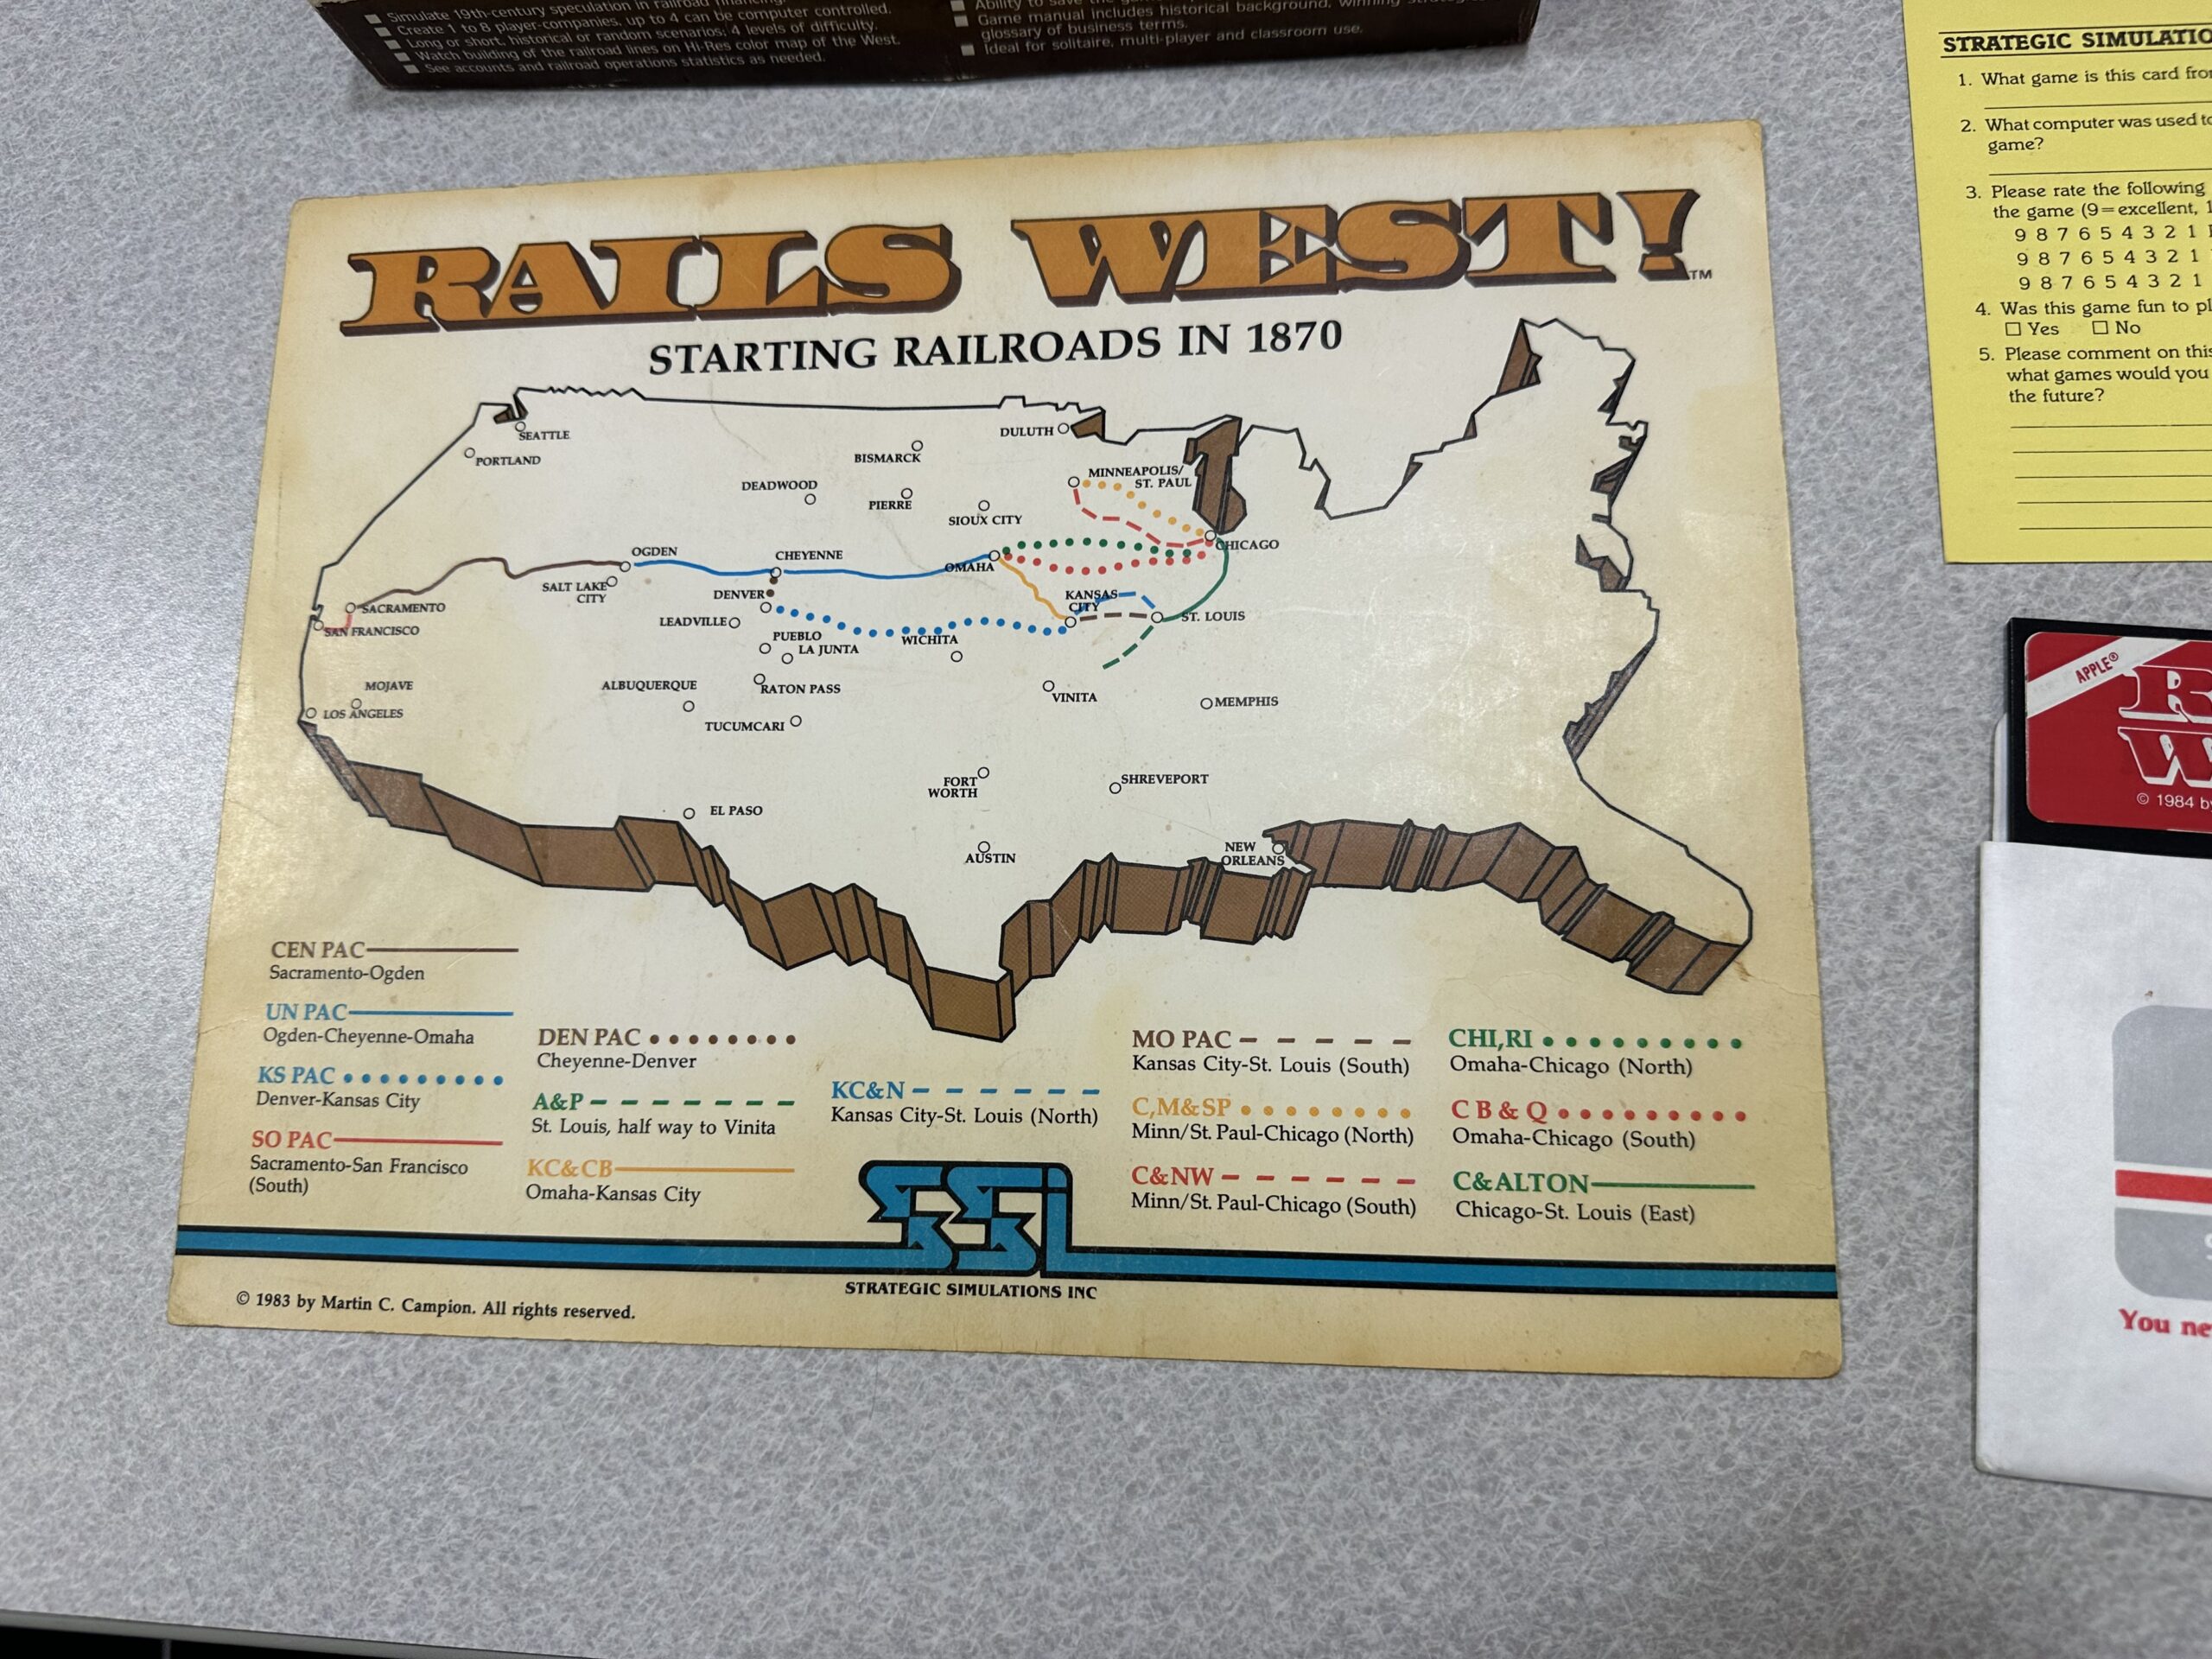 Simulate 19th-century speculation in railroad financing.
Create 1 to 8 player-companies, up to 4 can be computer controlled.
Long or short, historical or random scenarios; 4 levels of difficulty.
Watch building of the railroad lines on Hi-Res color map of the West.
See accounts and railroad operations statistics as needed.
Ability to save the
Game manual includes historical background, winning
glossary of business terms.
Ideal for solitaire, multi-player and classroom use.
RAILS WEST!™
STARTING RAILROADS IN 1870
SEATTLE
PORTLAND
DULUTH
BISMARCK
MINNEAPOLIS/
ST. PAUL
DEADWOOD
PIERRE
SIOUX CITY
CHICAGO
OGDEN
CHEYENNE
OMAHA
SALT LAKE
CITY
DENVER
KANSAS
CITY
SACRAMENTO
SAN FRANCISCO
LEADVILLE
ST. LOUIS
PUEBLO
LA JUNTA
WICHITA
MOJAVE
LOS ANGELES
ALBUQUERQUE
RATON PASS
VINITA
MEMPHIS
TUCUMCARI
FORT
WORTH
SHREVEPORT
EL PASO
AUSTIN
NEW
ORLEANS
CEN PAC
Sacramento-Ogden
UN PAC
Ogden-Cheyenne-Omaha
KS PAC
Denver-Kansas City
SO PAC
Sacramento-San Francisco
(South)
DEN PAC
Cheyenne-Denver
A&P
St. Louis, half way to Vinita
KC&CB
Omaha-Kansas City
KC&N
Kansas City-St. Louis (North)
MO PAC
Kansas City-St. Louis (South)
C,M&SP
Minn/St. Paul-Chicago (North)
C&NW
Minn/St. Paul-Chicago (South)
CHI,RI
Omaha-Chicago (North)
C B & Q
Omaha-Chicago (South)
C&ALTON
Chicago-St. Louis (East)
SSI
STRATEGIC SIMULATIONS INC
© 1983 by Martin C. Campion. All rights reserved.
STRATEGIC SIMULATIO
1. What game is this card fro
2. What computer was used to
game?
3. Please rate the following
the game (9=excellent, 1
9 8 7 6 5 4 3 2 1
9 8 7 6 5 4 3 2 1
9 8 7 6 5 4 3 2 1
4. Was this game fun to pl
□ Yes □ No
5. Please comment on this
what games would you
the future?
APPLE®
R
W
© 1984 b
You ne